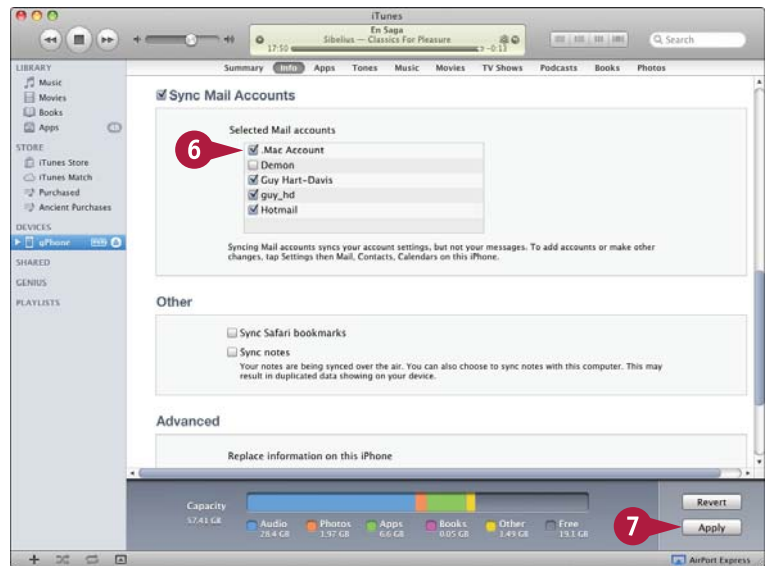 iTunes
En Saga
Sibelius — Classics For Pleasure
17:50
-0:13
Search
LIBRARY
Music
Movies
Books
Apps
STORE
iTunes Store
iTunes Match
Purchased
Ancient Purchases
DEVICES
gPhone
SHARED
GENIUS
PLAYLISTS
Summary Info Apps Tones Music Movies TV Shows Podcasts Books Photos
Sync Mail Accounts
Selected Mail accounts
6
.Mac Account
Demon
Guy Hart-Davis
guy_hd
Hotmail
Syncing Mail accounts syncs your account settings, but not your messages. To add accounts or make other
changes, tap Settings then Mail, Contacts, Calendars on this iPhone.
Other
Sync Safari bookmarks
Sync notes
Your notes are being synced over the air. You can also choose to sync notes with this computer. This may
result in duplicated data showing on your device.
Advanced
Replace information on this iPhone
Capacity
57.41 GB
Audio
28.4 GB
Photos
1.97 GB
Apps
6.6 GB
Books
0.05 GB
Other
1.49 GB
Free
19.1 GB
Revert
7
Apply
AirPort Express